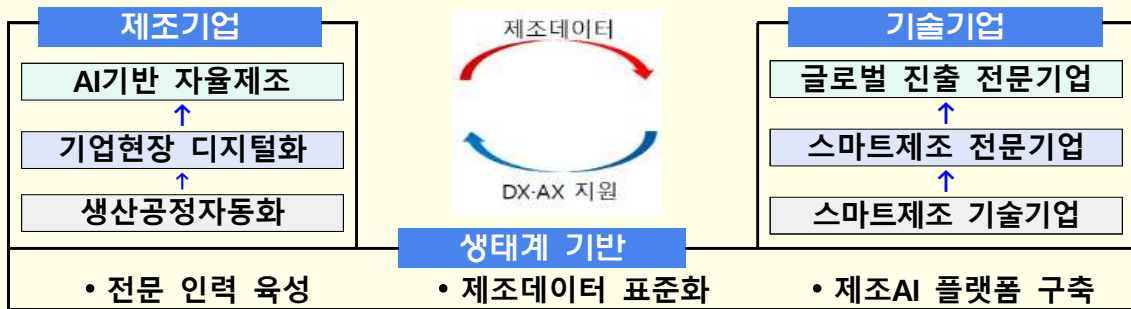 제조기업
AI기반 자율제조
↑
기업현장 디지털화
↑
생산공정자동화
제조데이터
DX·AX 지원
기술기업
글로벌 진출 전문기업
↑
스마트제조 전문기업
↑
스마트제조 기술기업
생태계 기반
• 전문 인력 육성
• 제조데이터 표준화
• 제조AI 플랫폼 구축